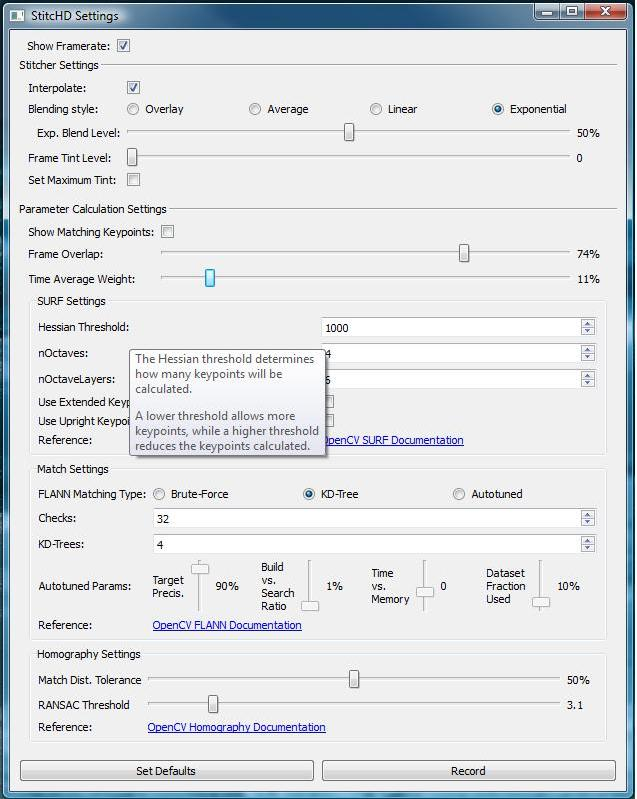 StitcHD Settings
Show Framerate:
Stitcher Settings
Interpolate:
Blending style: Overlay Average Linear Exponential
Exp. Blend Level: 50%
Frame Tint Level: 0
Set Maximum Tint:
Parameter Calculation Settings
Show Matching Keypoints:
Frame Overlap: 74%
Time Average Weight: 11%
SURF Settings
Hessian Threshold: 1000
nOctaves: 4
nOctaveLayers:
Use Extended Keyp
Use Upright Keypoi
The Hessian threshold determines
how many keypoints will be
calculated.
A lower threshold allows more
keypoints, while a higher threshold
reduces the keypoints calculated.
Reference: OpenCV SURF Documentation
Match Settings
FLANN Matching Type: Brute-Force KD-Tree Autotuned
Checks: 32
KD-Trees: 4
Autotuned Params: Target Precis. 90% Build vs. Search Ratio 1% Time vs. Memory 0 Dataset Fraction Used 10%
Reference: OpenCV FLANN Documentation
Homography Settings
Match Dist. Tolerance 50%
RANSAC Threshold 3.1
Reference: OpenCV Homography Documentation
Set Defaults Record